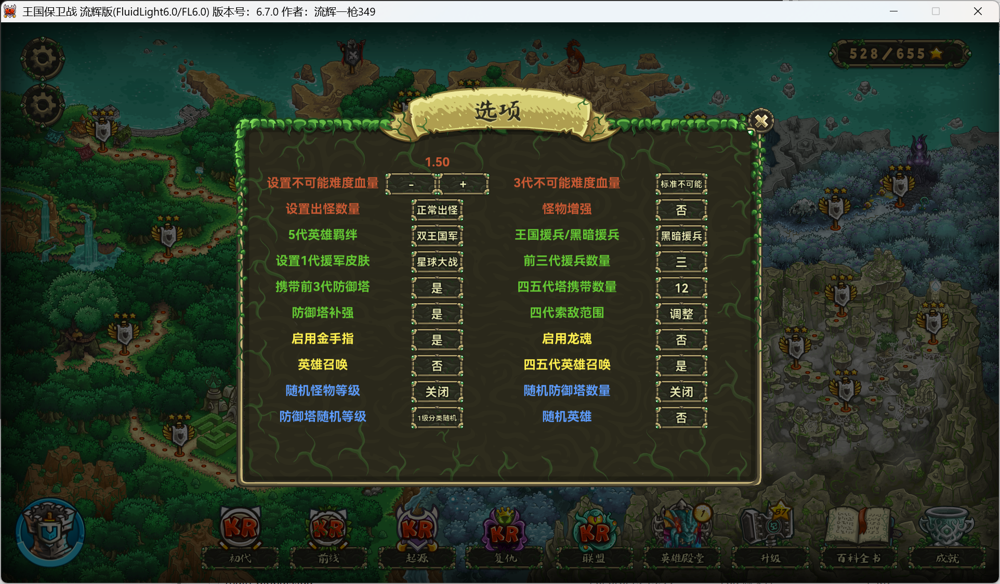 王国保卫战 流辉版(FluidLight6.0/FL6.0) 版本号：6.7.0 作者：流辉一枪349
528/655
选项
1.50
设置不可能难度血量 - + 3代不可能难度血量 标准不可能
设置出怪数量 正常出怪 怪物增强 否
5代英雄羁绊 双王国军 王国援兵/黑暗援兵 黑暗援兵
设置1代援军皮肤 星球大战 前三代援兵数量 三
携带前3代防御塔 是 四五代塔携带数量 12
防御塔补强 是 四代索敌范围 调整
启用金手指 是 启用龙魂 否
英雄召唤 否 四五代英雄召唤 是
随机怪物等级 关闭 随机防御塔数量 关闭
防御塔随机等级 1级分类随机 随机英雄 否
KR KR KR KR KR 1 87
初代 前线 起源 复仇 联盟 英雄殿堂 升级 百科全书 成就